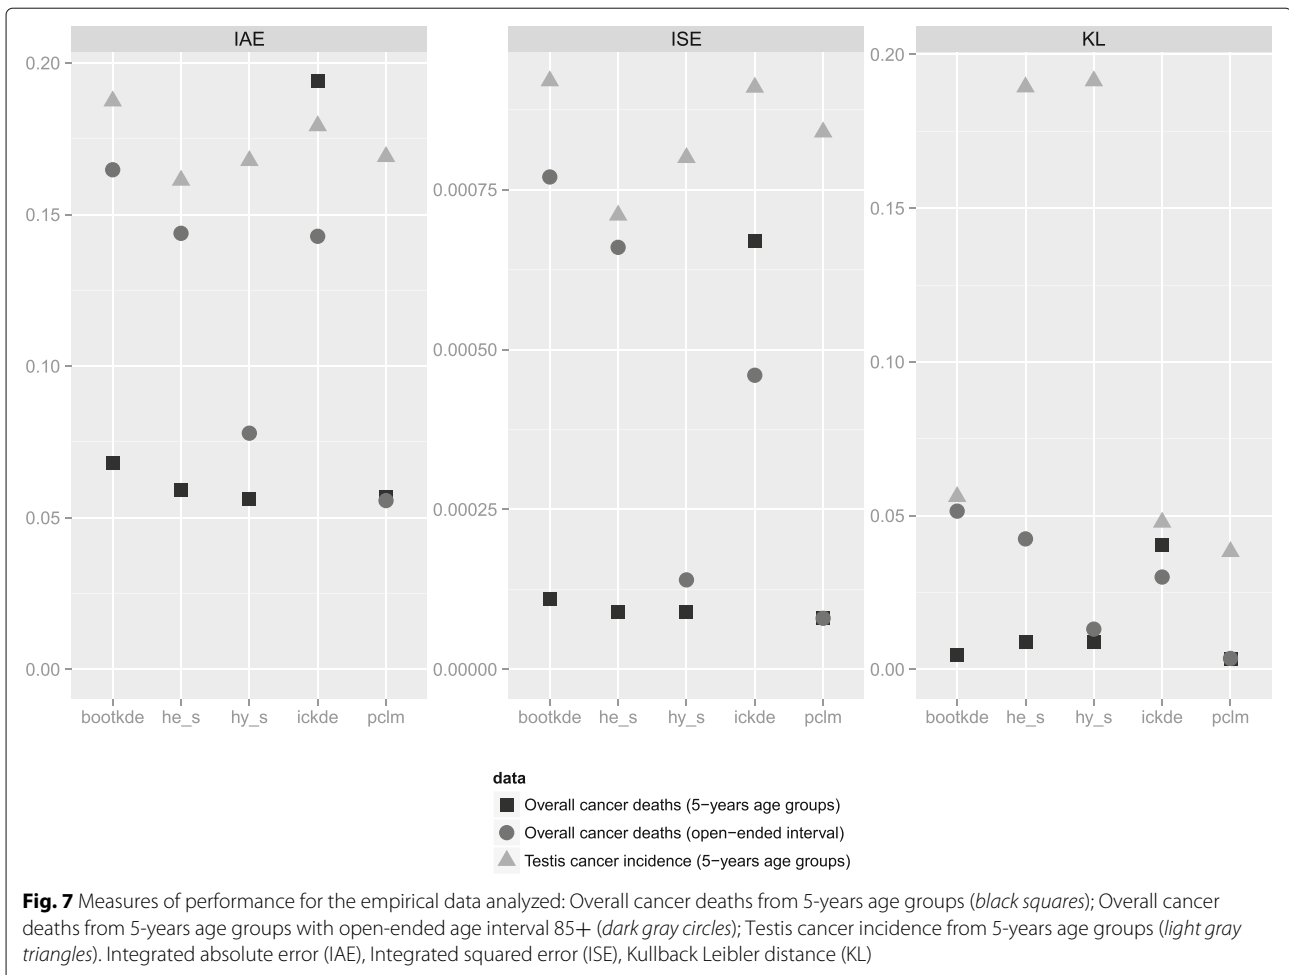 IAE ISE KL
0.20
0.15
0.10
0.05
0.00
0.00075
0.00050
0.00025
0.00000
0.20
0.15
0.10
0.05
0.00
bootkde he_s hy_s ickde pclm
bootkde he_s hy_s ickde pclm
bootkde he_s hy_s ickde pclm
data
Overall cancer deaths (5−years age groups)
Overall cancer deaths (open−ended interval)
Testis cancer incidence (5−years age groups)
Fig. 7 Measures of performance for the empirical data analyzed: Overall cancer deaths from 5-years age groups (black squares); Overall cancer
deaths from 5-years age groups with open-ended age interval 85+ (dark gray circles); Testis cancer incidence from 5-years age groups (light gray
triangles). Integrated absolute error (IAE), Integrated squared error (ISE), Kullback Leibler distance (KL)